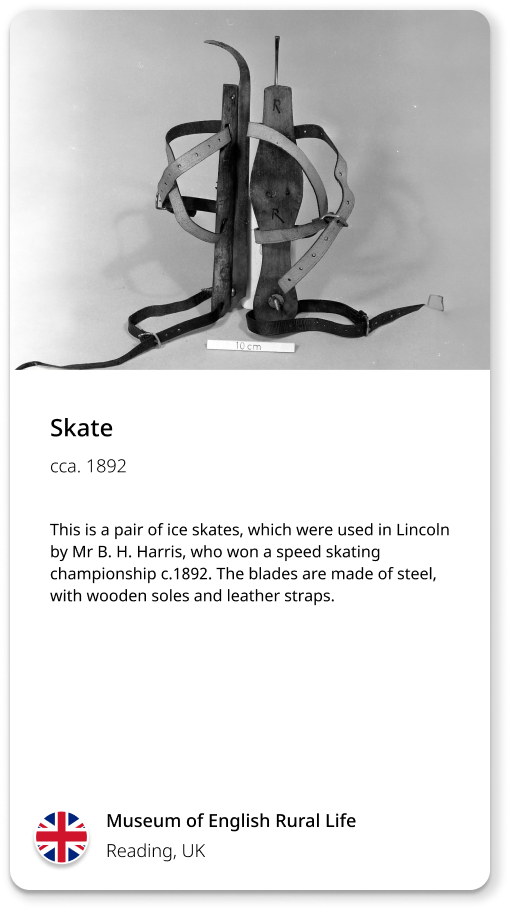 R
R
10 cm
Skate
cca. 1892
This is a pair of ice skates, which were used in Lincoln
by Mr B. H. Harris, who won a speed skating
championship c.1892. The blades are made of steel,
with wooden soles and leather straps.
Museum of English Rural Life
Reading, UK